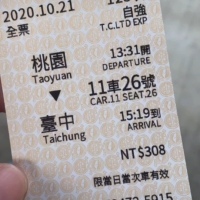 2020.10.21
全票
自強
T.C.LTD EXP
桃園
Taoyuan
13:31開
DEPARTURE
11車26號
CAR.11 SEAT.26
臺中
Taichung
15:19到
ARRIVAL
NT$308
限當日當次車有效